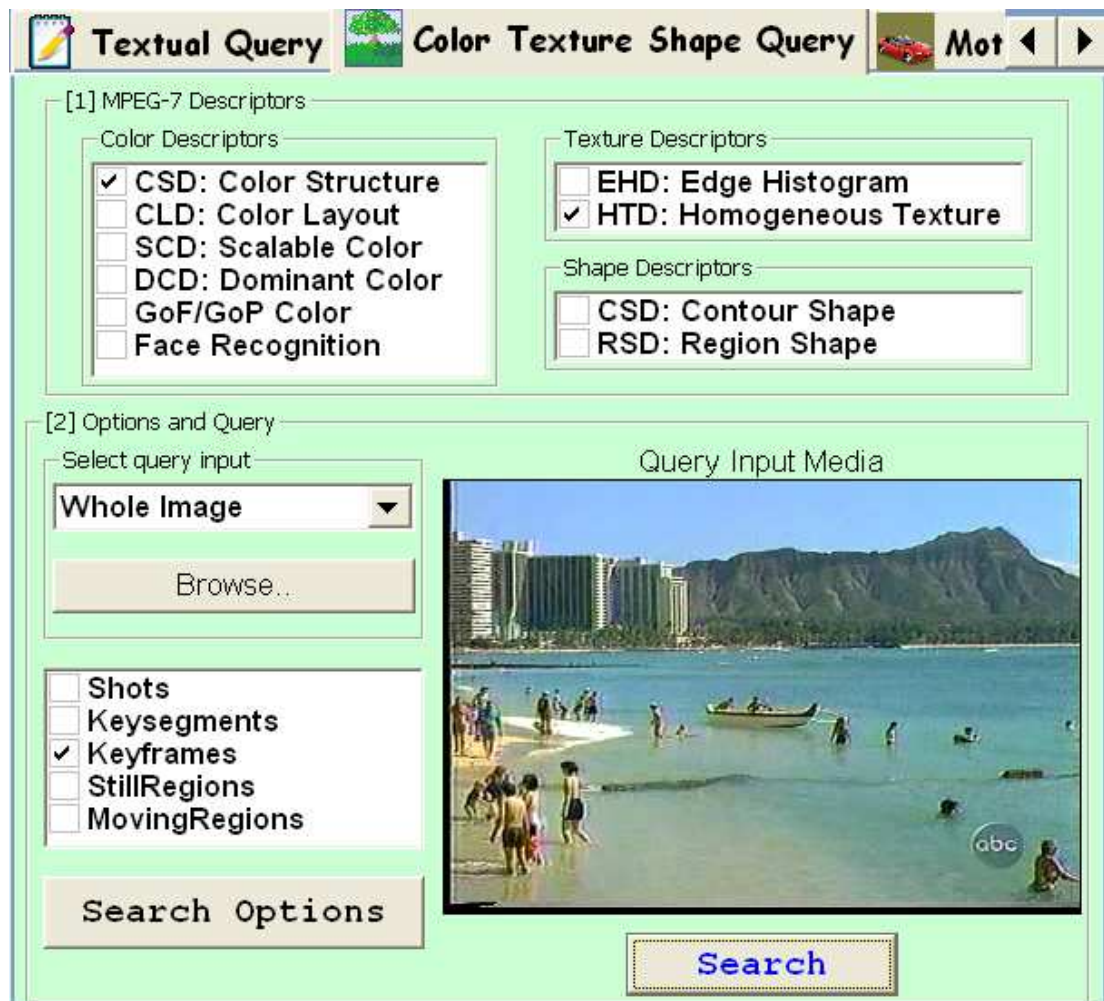 Textual Query
Color Texture Shape Query
Mot
[1] MPEG-7 Descriptors
Color Descriptors
CSD: Color Structure
CLD: Color Layout
SCD: Scalable Color
DCD: Dominant Color
GoF/GoP Color
Face Recognition
Texture Descriptors
EHD: Edge Histogram
HTD: Homogeneous Texture
Shape Descriptors
CSD: Contour Shape
RSD: Region Shape
[2] Options and Query
Select query input
Whole Image
Browse..
Shots
Keysegments
Keyframes
StillRegions
MovingRegions
Search Options
Query Input Media
abc
Search